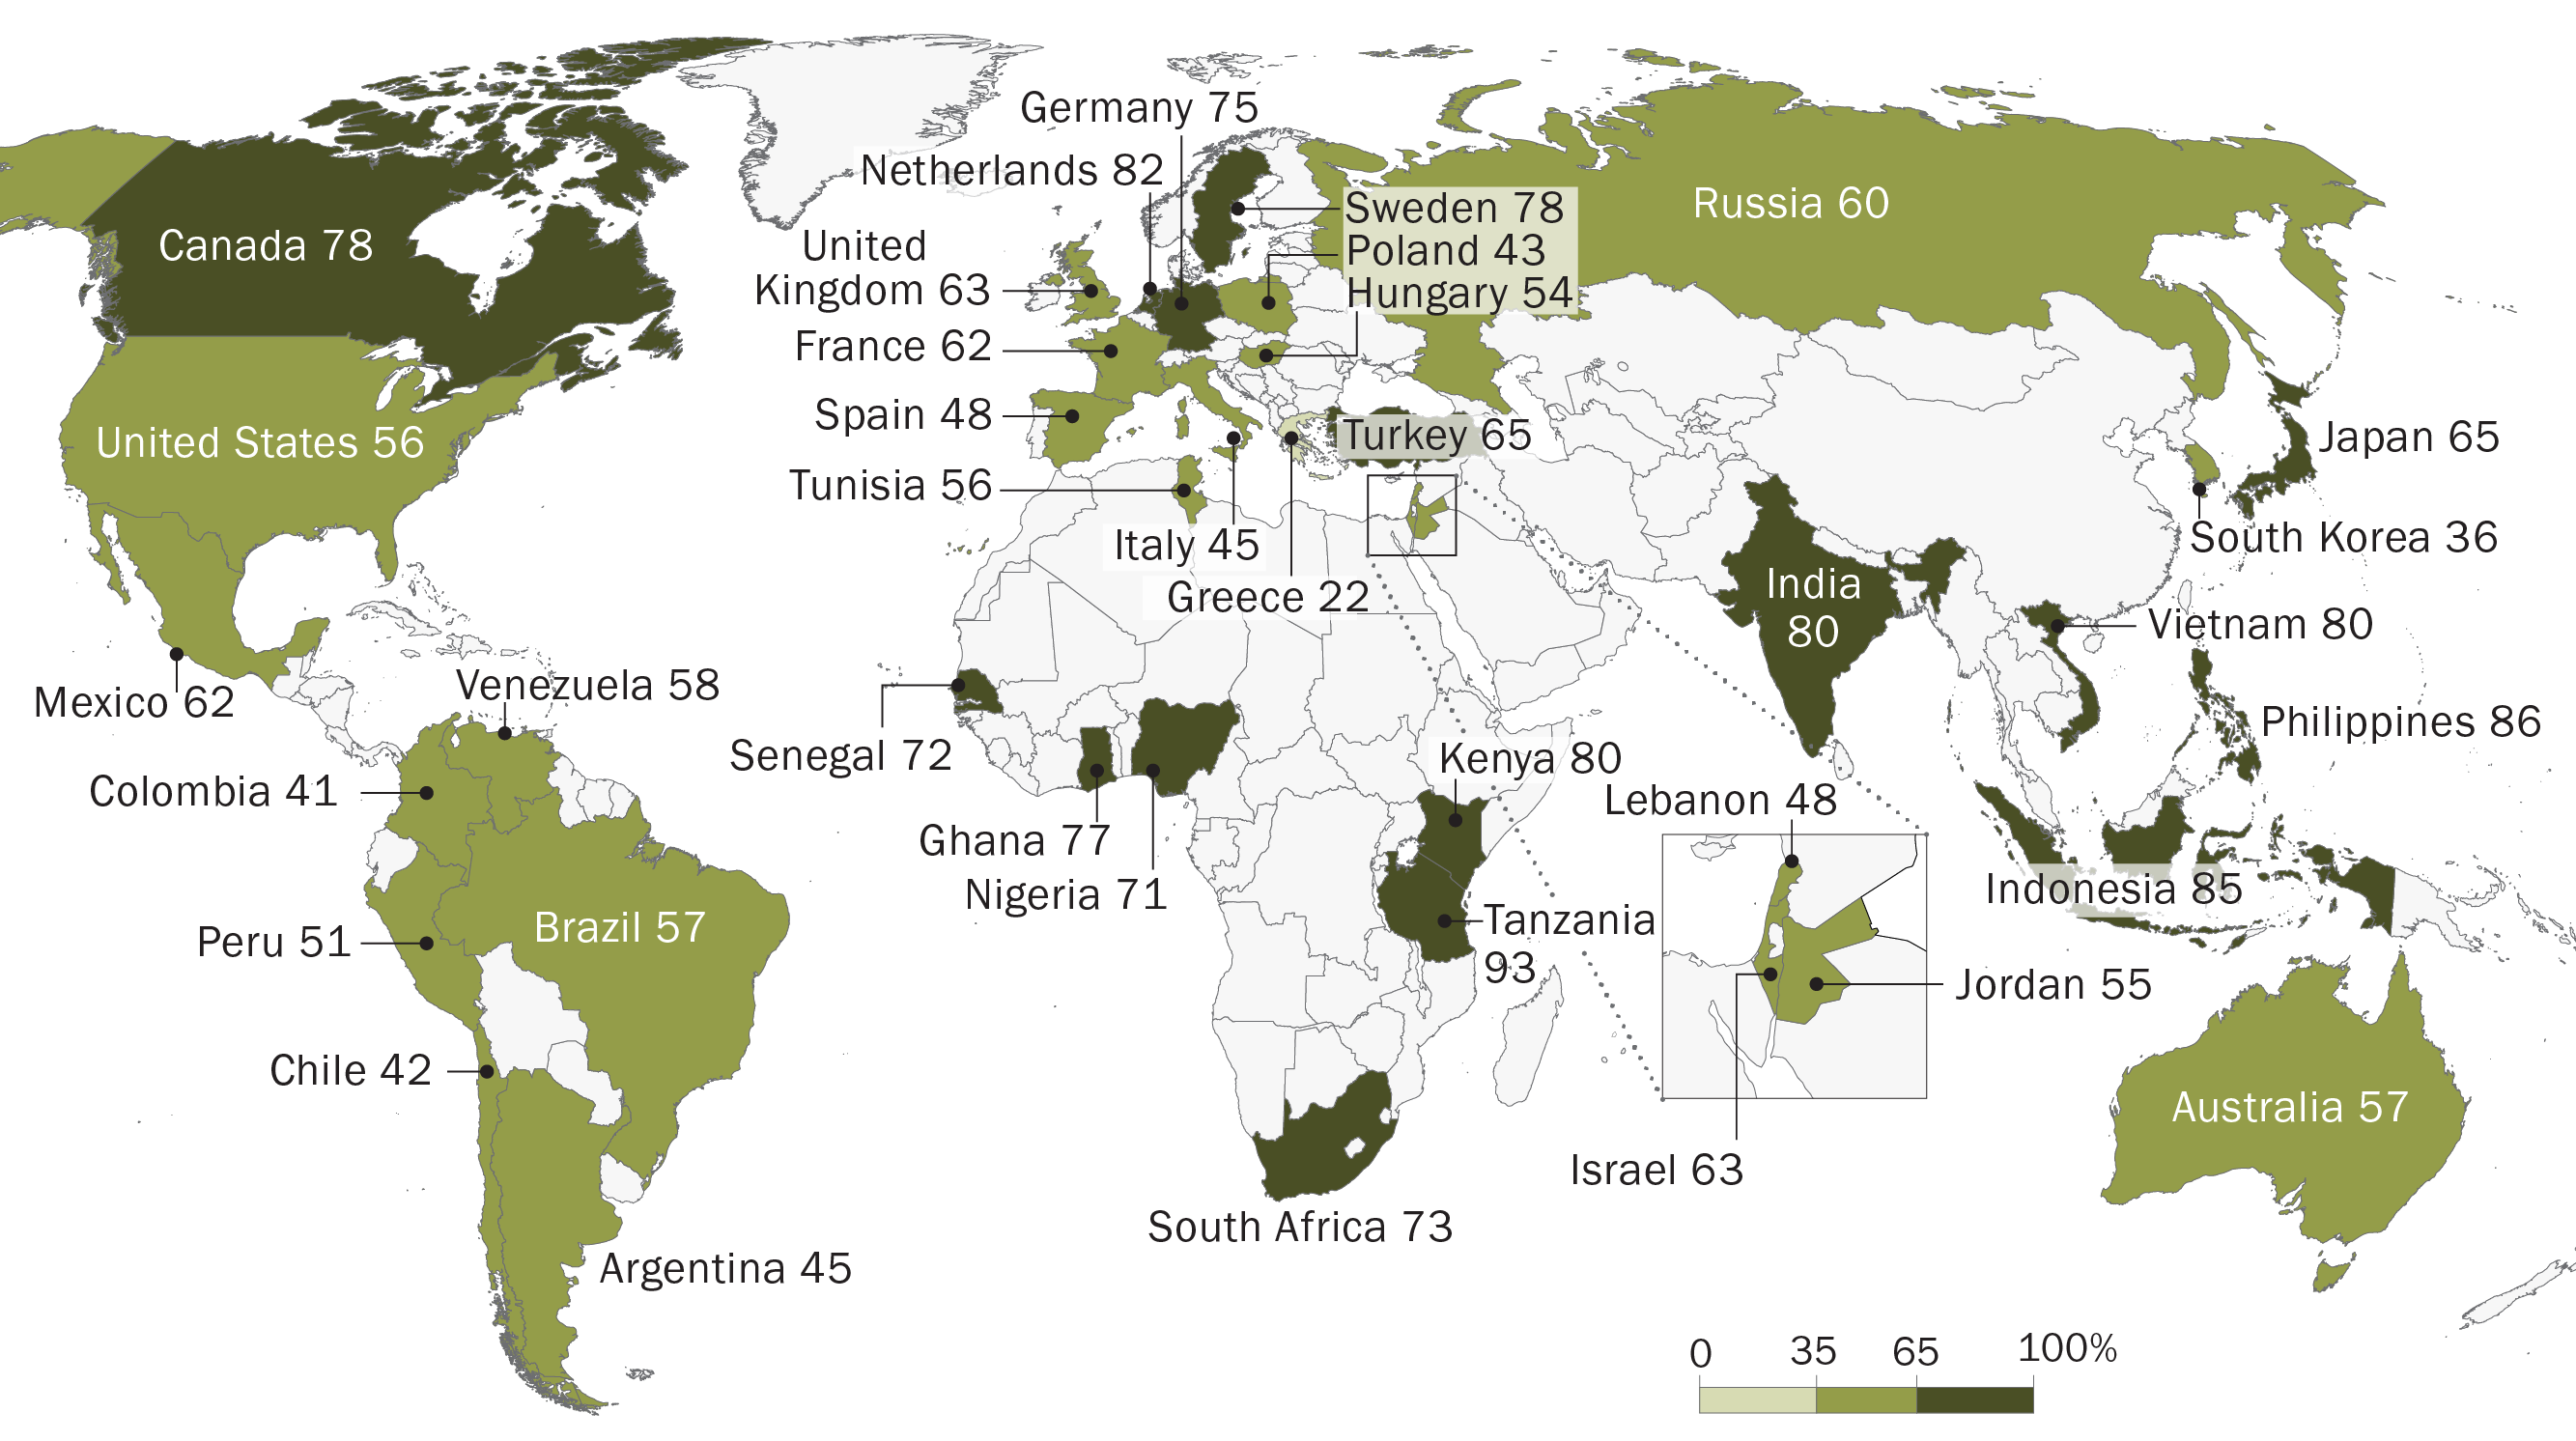 Germany 75
Netherlands 82
Sweden 78
Poland 43
Hungary 54
Russia 60
Canada 78
United
Kingdom 63
France 62
Spain 48
United States 56
Turkey 65
Japan 65
Tunisia 56
Italy 45
South Korea 36
Greece 22
India
80
Vietnam 80
Mexico 62
Venezuela 58
Philippines 86
Senegal 72
Kenya 80
Colombia 41
Lebanon 48
Ghana 77
Nigeria 71
Indonesia 85
Tanzania
93
Peru 51
Brazil 57
Jordan 55
Chile 42
Australia 57
Israel 63
South Africa 73
Argentina 45
0 35 65 100%